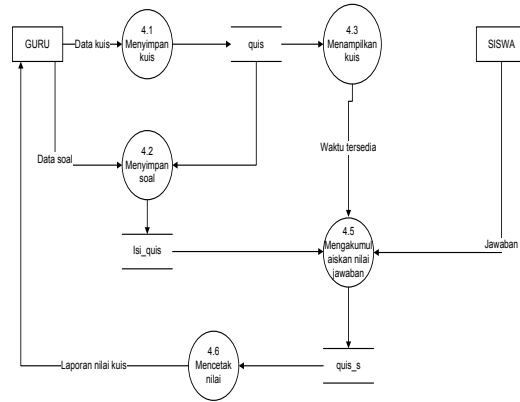 4.1
Menyimpan
kuis
4.3
Menampilkan
kuis
GURU
Data kuis
quis
SISWA
Waktu tersedia
4.2
Menyimpan
soal
Data soal
4.5
Mengakumul
aiskan nilai
jawaban
Isi_quis
Jawaban
4.6
Mencetak
nilai
Laporan nilai kuis
quis_s